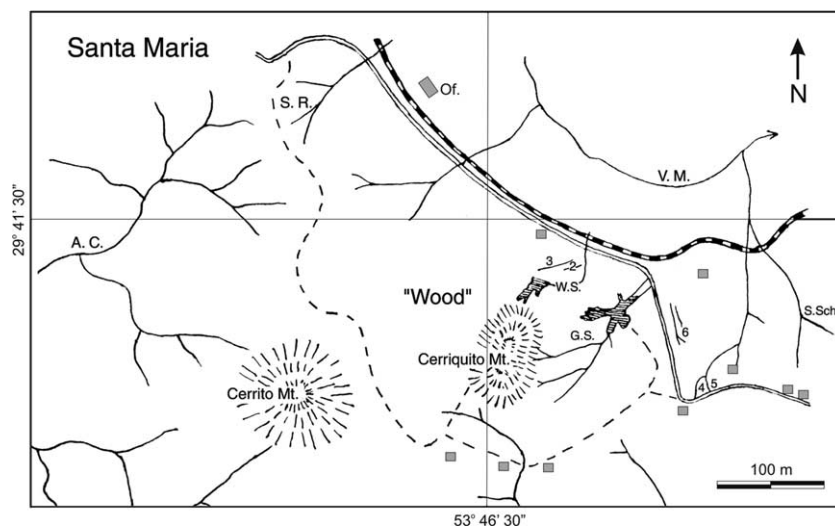 Santa Maria
N
Of.
S. R.
V. M.
29° 41' 30"
A. C.
3
2
"Wood"
W.S.
S.Sch
6
G.S.
Cerriquito Mt.
Cerrito Mt.
4 5
100 m
53° 46' 30"